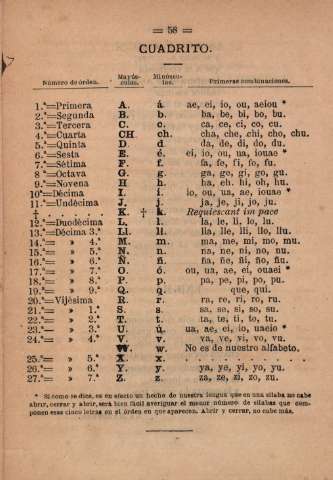 = 58 =
CUADRITO.
Número de órden. Mayús-culas. Minúscu-las. Primeras combinaciones.
1.ª=Primera A. á. ae, ei, io, ou, aeiou *
2.ª=Segunda B. b. ba, be, bi, bo, bu.
3.ª=Tercera C. c. ca, ce, ci, co, cu.
4.ª=Cuarta CH. ch. cha, che, chi, cho, chu.
5.ª=Quinta D. d. da, de, di, do, du.
6.ª=Sesta E. é. ei, io, ou, ua, iouae *
7.ª=Sétima F. f. fa, fe, fi, fo, fu.
8.ª=Octava G. g. ga, ge, gi, go, gu.
9.ª=Novena H h. ha, eh, hi, oh, hu.
10.ª=Décima I. í. io, ou, ua, ae, iouae *
11.ª=Undécima J. j. ja, je, ji, jo, ju.
† . . . . . K. † k. Requiescant in pace
12.ª=Duodécima L. l. la, le, li, lo, lu.
13.ª=Décima 3.ª Ll. ll. lla, lle, lli, llo, llu.
14.ª= » 4.ª M. m. ma, me, mi, mo, mu.
15.ª= » 5.ª N. n. na, ne, ni, no, nu.
16.ª= » 6.ª Ñ. ñ. ña, ñe, ñi, ño, ñu.
17.ª= » 7.ª O. ó. ou, ua, ae, ei, ouaei *
18.ª= » 8.ª P. p. pa, pe, pi, po, pu.
19.ª= » 9.ª Q. q. que, qui.
20.ª=Vijésima R. r. ra, re, ri, ro, ru.
21.ª= » 1.ª S. s. sa, se, si, so, su.
22.ª= » 2.ª T. t. ta, te, ti, to, tu.
23.ª= » 3.ª U. ú. ua, ae, ei, io, uaeio *
24.ª= » 4.ª V. v. va, ve, vi, vo, vu.
W. w. No es de nuestro alfabeto.
25.ª= » 5.ª X. x. . . . . . . . . . .
26.ª= » 6.ª Y. y. ya, ye, yi, yo, yu.
27.ª= » 7.ª Z. z. za, ze, zi, zo, zu.
* Si como se dice, es en efecto un hecho de nuestra lengua que en una sílaba no cabe
abrir, cerrar y abrir, será bien fácil averiguar el menor número de sílabas que com-
ponen esas cinco letras en el órden en que aparecen. Abrir y cerrar, no cabe más.